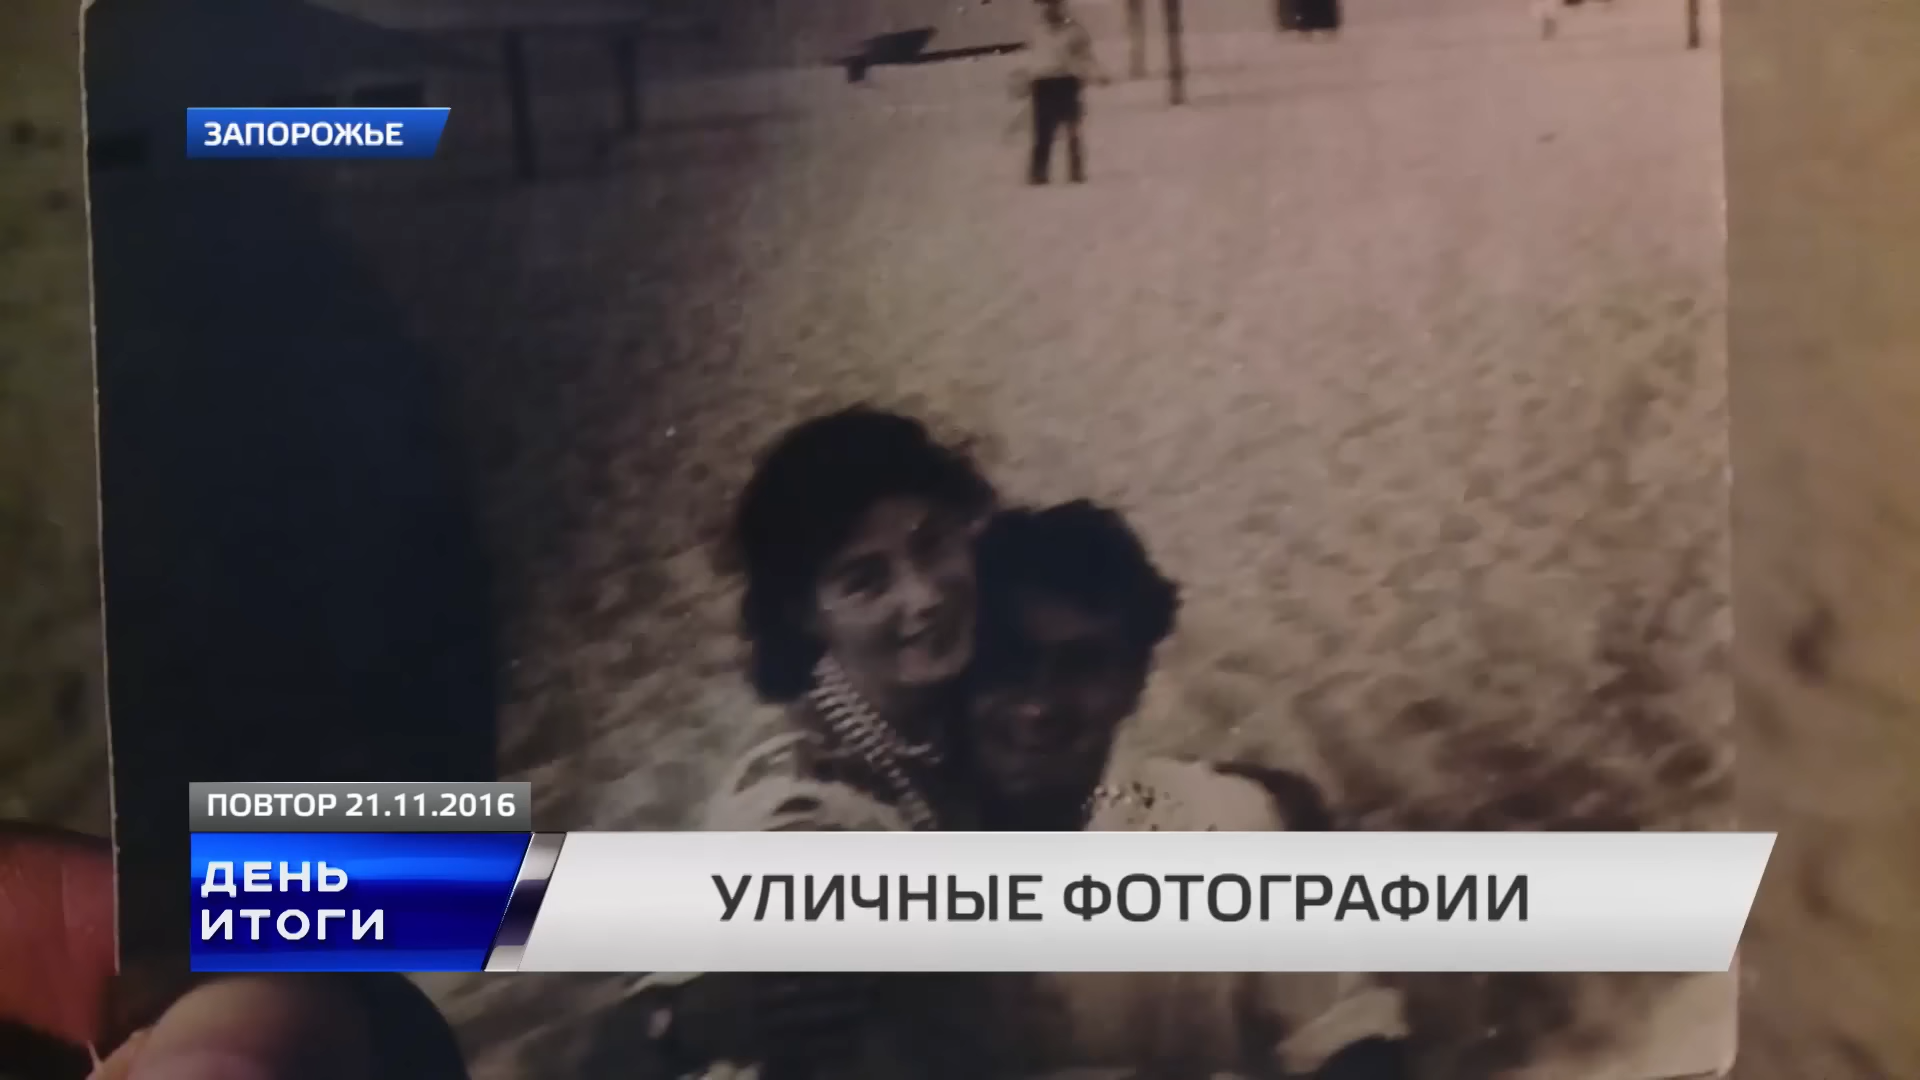 ЗАПОРОЖЬЕ
ПОВТОР 21.11.2016
ДЕНЬ
ИТОГИ
УЛИЧНЫЕ ФОТОГРАФИИ